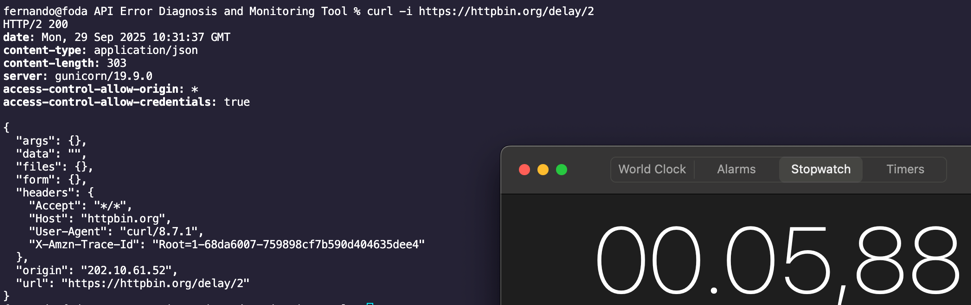 fernando@foda API Error Diagnosis and Monitoring Tool % curl -i https://httpbin.org/delay/2
HTTP/2 200
date: Mon, 29 Sep 2025 10:31:37 GMT
content-type: application/json
content-length: 303
server: gunicorn/19.9.0
access-control-allow-origin: *
access-control-allow-credentials: true

{
  "args": {},
  "data": "",
  "files": {},
  "form": {},
  "headers": {
    "Accept": "*/*",
    "Host": "httpbin.org",
    "User-Agent": "curl/8.7.1",
    "X-Amzn-Trace-Id": "Root=1-68da6007-759898cf7b590d404635dee4"
  },
  "origin": "202.10.61.52",
  "url": "https://httpbin.org/delay/2"
}
World Clock Alarms Stopwatch Timers
00.05,88